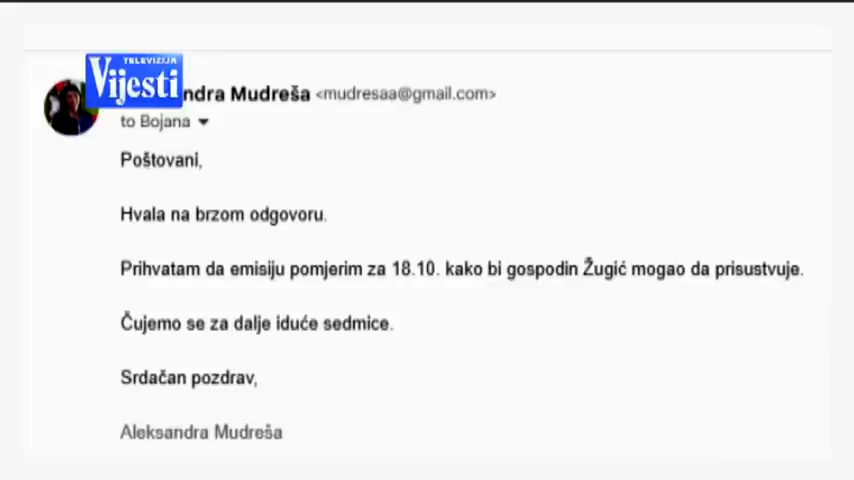 TELEVIZIJA
Vijesti
ndra Mudreša <mudresaa@gmail.com>
to Bojana
Poštovani,
Hvala na brzom odgovoru.
Prihvatam da emisiju pomjerim za 18.10. kako bi gospodin Žugić mogao da prisustvuje.
Čujemo se za dalje iduće sedmice.
Srdačan pozdrav,
Aleksandra Mudreša